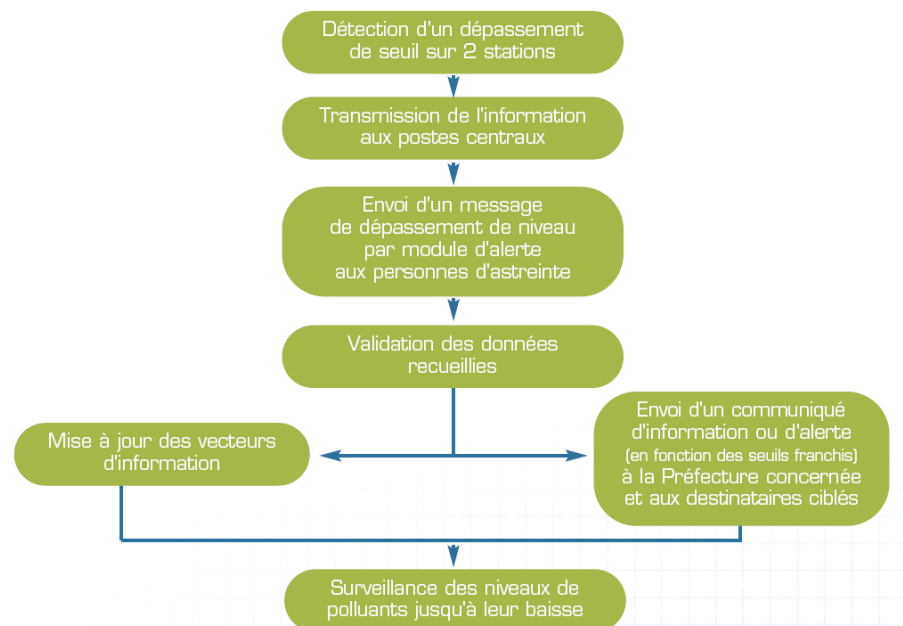 Détection d'un dépassement
de seuil sur 2 stations
Transmission de l'information
aux postes centraux
Envoi d'un message
de dépassement de niveau
par module d'alerte
aux personnes d'astreinte
Validation des données
recueillies
Mise à jour des vecteurs
d'information
Envoi d'un communiqué
d'information ou d'alerte
(en fonction des seuils franchis)
à la Préfecture concernée
et aux destinataires ciblés
Surveillance des niveaux de
polluants jusqu'à leur baisse